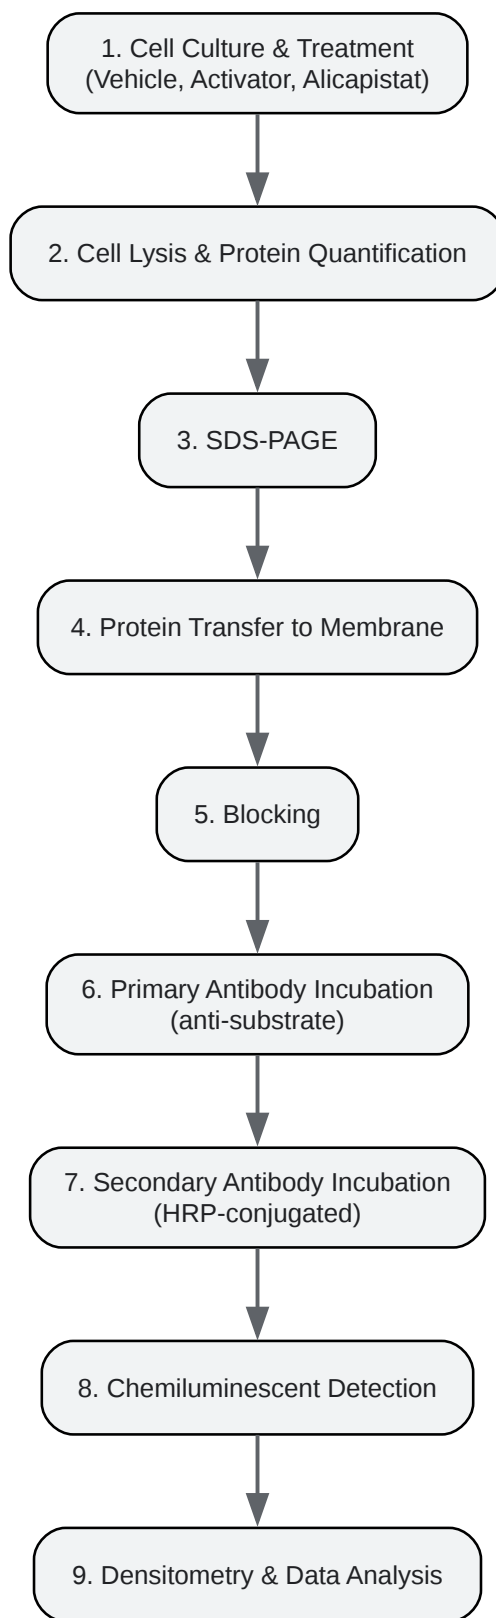 1. Cell Culture & Treatment
(Vehicle, Activator, Alicapistat)
2. Cell Lysis & Protein Quantification
3. SDS-PAGE
4. Protein Transfer to Membrane
5. Blocking
6. Primary Antibody Incubation
(anti-substrate)
7. Secondary Antibody Incubation
(HRP-conjugated)
8. Chemiluminescent Detection
9. Densitometry & Data Analysis